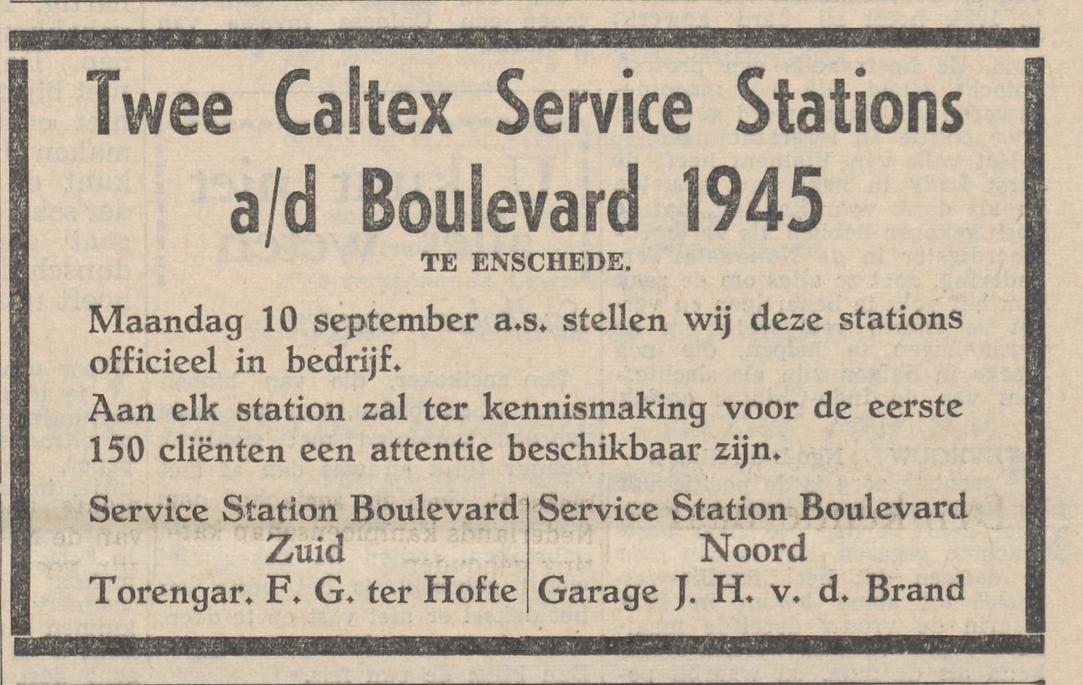 Twee Caltex Service Stations
a/d Boulevard 1945
TE ENSCHEDE.
Maandag 10 september a.s. stellen wij deze stations
officieel in bedrijf.
Aan elk station zal ter kennismaking voor de eerste
150 cliënten een attentie beschikbaar zijn.
Service Station Boulevard
Zuid
Torengar. F. G. ter Hofte
Service Station Boulevard
Noord
Garage J. H. v. d. Brand